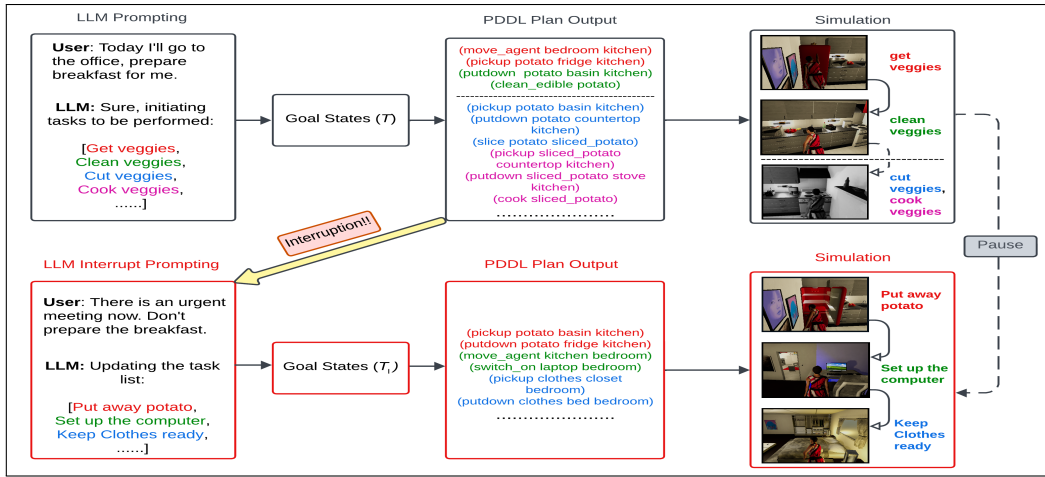 LLM Prompting
PDDL Plan Output
Simulation
User: Today I'll go to
the office, prepare
breakfast for me.
LLM: Sure, initiating
tasks to be performed:
[Get veggies,
Clean veggies,
Cut veggies,
Cook veggies,
......]
Goal States (T)
(move_agent bedroom kitchen)
(pickup potato fridge kitchen)
(putdown potato basin kitchen)
(clean_edible potato)
(pickup potato basin kitchen)
(putdown potato countertop
kitchen)
(slice potato sliced_potato)
(pickup sliced_potato
countertop kitchen)
(putdown sliced_potato stove
kitchen)
(cook sliced_potato)
......................
get
veggies
clean
veggies
cut
veggies,
cook
veggies
Interruption!!
Pause
LLM Interrupt Prompting
PDDL Plan Output
Simulation
User: There is an urgent
meeting now. Don't
prepare the breakfast.
LLM: Updating the task
list:
[Put away potato,
Set up the computer,
Keep Clothes ready,
......]
Goal States (Tᵢ)
(pickup potato basin kitchen)
(putdown potato fridge kitchen)
(move_agent kitchen bedroom)
(switch_on laptop bedroom)
(pickup clothes closet
bedroom)
(putdown clothes bed bedroom)
......................
Put away
potato
Set up the
computer
Keep
Clothes
ready